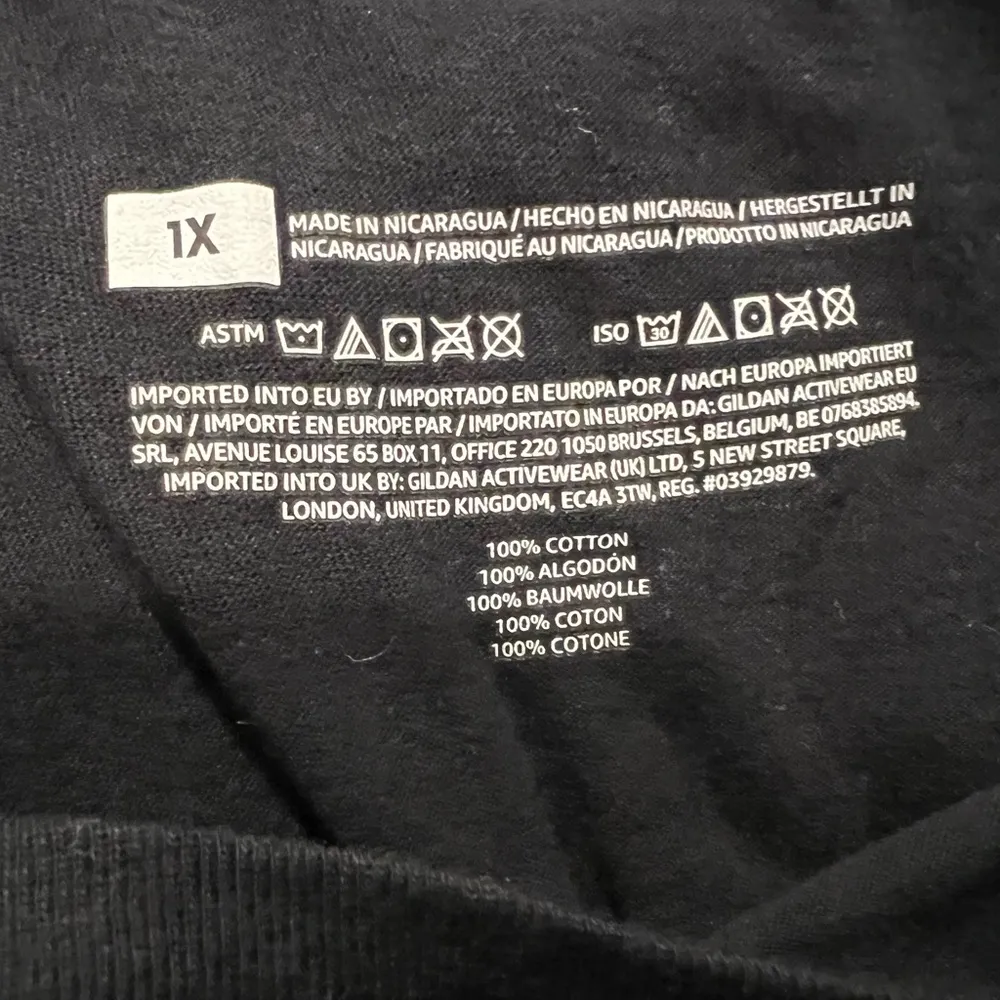 1X
MADE IN NICARAGUA / HECHO EN NICARAGUA / HERGESTELLT IN
NICARAGUA / FABRIQUÉ AU NICARAGUA / PRODOTTO IN NICARAGUA
ASTM ISO 30
IMPORTED INTO EU BY / IMPORTADO EN EUROPA POR / NACH EUROPA IMPORTIERT
VON / IMPORTÉ EN EUROPE PAR / IMPORTATO IN EUROPA DA: GILDAN ACTIVEWEAR EU
SRL, AVENUE LOUISE 65 BOX 11, OFFICE 220 1050 BRUSSELS, BELGIUM, BE 0768385894.
IMPORTED INTO UK BY: GILDAN ACTIVEWEAR (UK) LTD, 5 NEW STREET SQUARE,
LONDON, UNITED KINGDOM, EC4A 3TW, REG. #03929879.
100% COTTON
100% ALGODÓN
100% BAUMWOLLE
100% COTON
100% COTONE